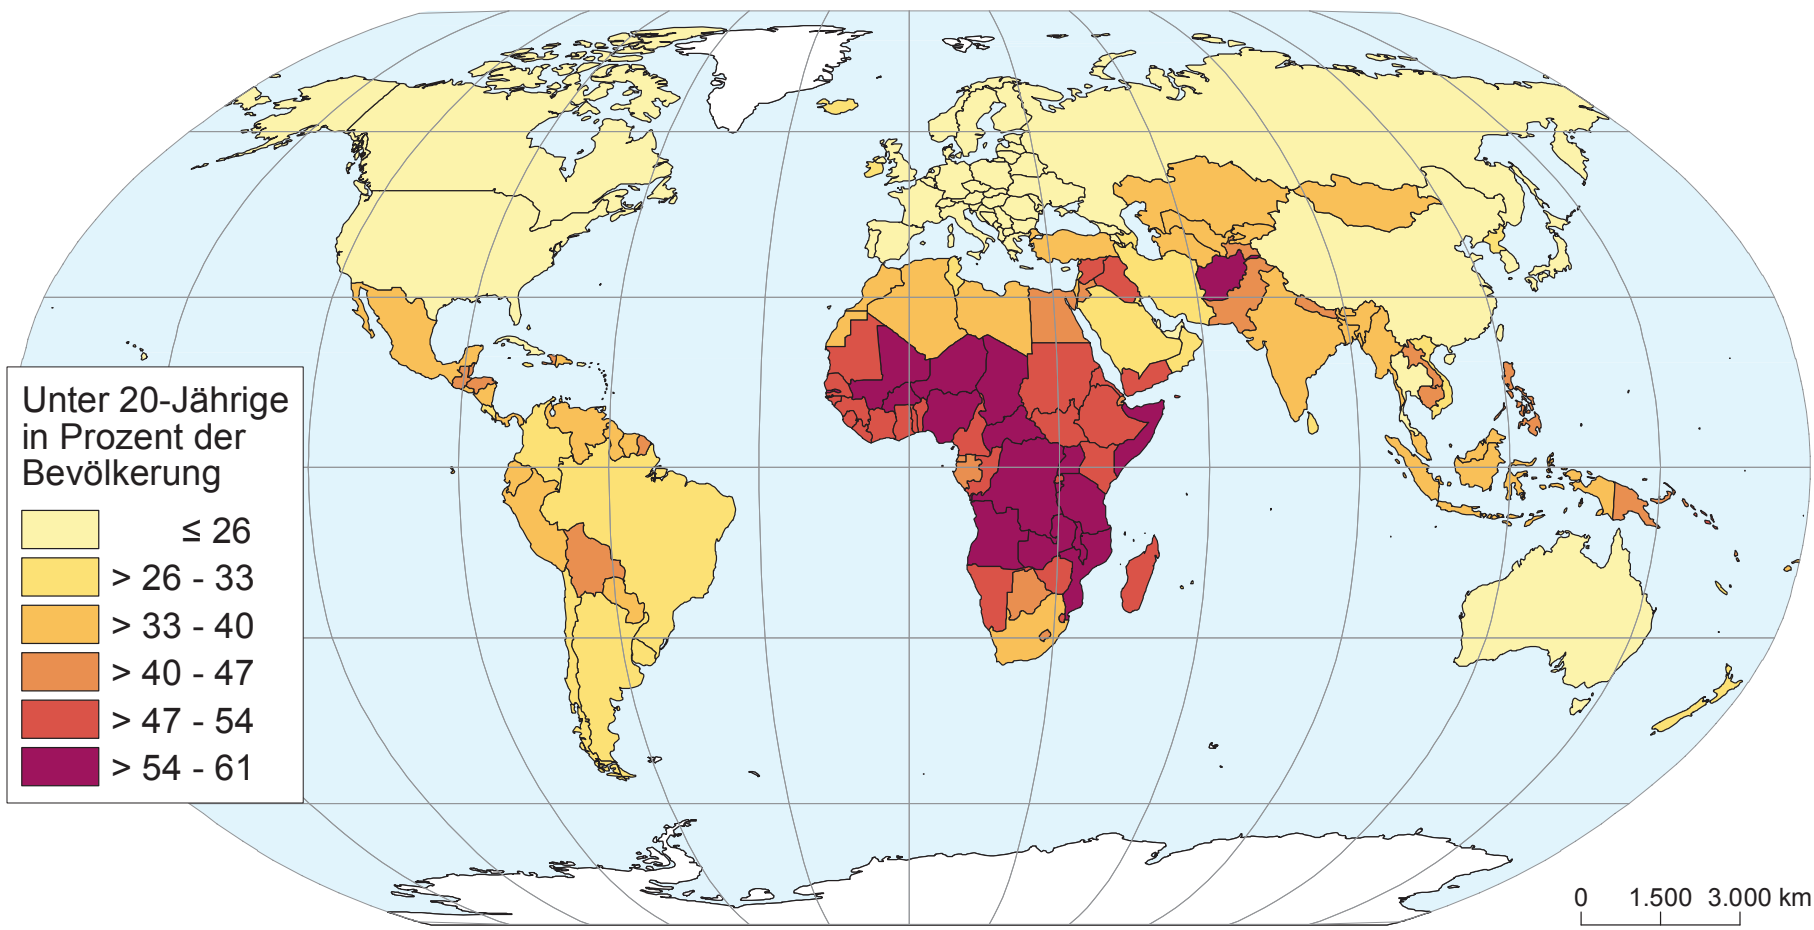 Unter 20-Jährige
in Prozent der
Bevölkerung
≤ 26
> 26 - 33
> 33 - 40
> 40 - 47
> 47 - 54
> 54 - 61
0 1.500 3.000 km